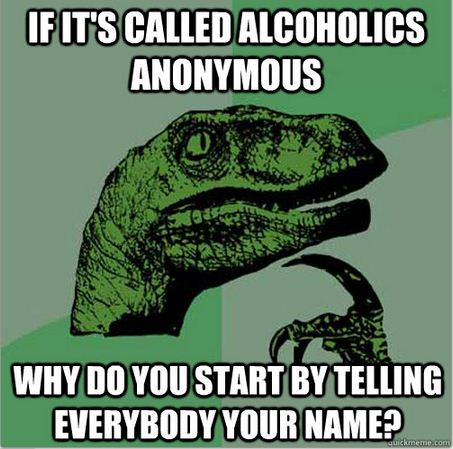 IF IT'S CALLED ALCOHOLICS
ANONYMOUS
WHY DO YOU START BY TELLING
EVERYBODY YOUR NAME?
quickmeme.com